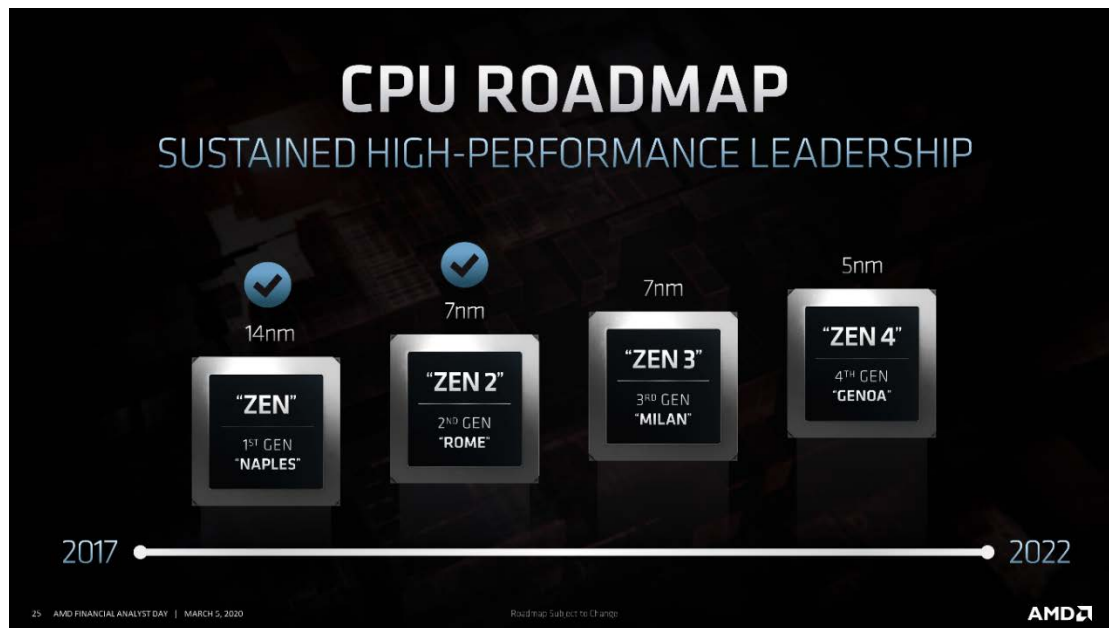 CPU ROADMAP
SUSTAINED HIGH-PERFORMANCE LEADERSHIP
14nm
"ZEN"
1ST GEN
"NAPLES"
7nm
"ZEN 2"
2ND GEN
"ROME"
7nm
"ZEN 3"
3RD GEN
"MILAN"
5nm
"ZEN 4"
4TH GEN
"GENOA"
2017
2022
25 AMD FINANCIAL ANALYST DAY | MARCH 5, 2020
Roadmap Subject to Change
AMD